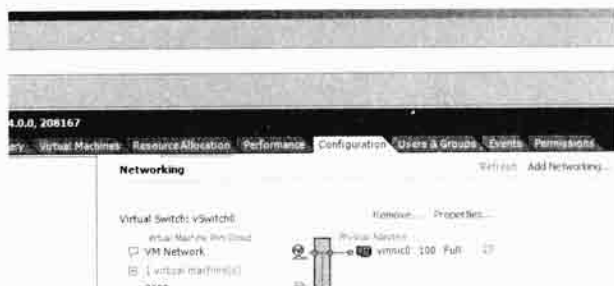 4.0.0, 208167
ery Virtual Machines Resource Allocation Performance Configuration Users & Groups Events Permissions
Networking
Refresh Add Networking...
Virtual Switch: vSwitch0 Remove... Properties...
Virtual Machine Port Group Physical Adapters
VM Network vmnic0 100 Full
1 virtual machine(s)